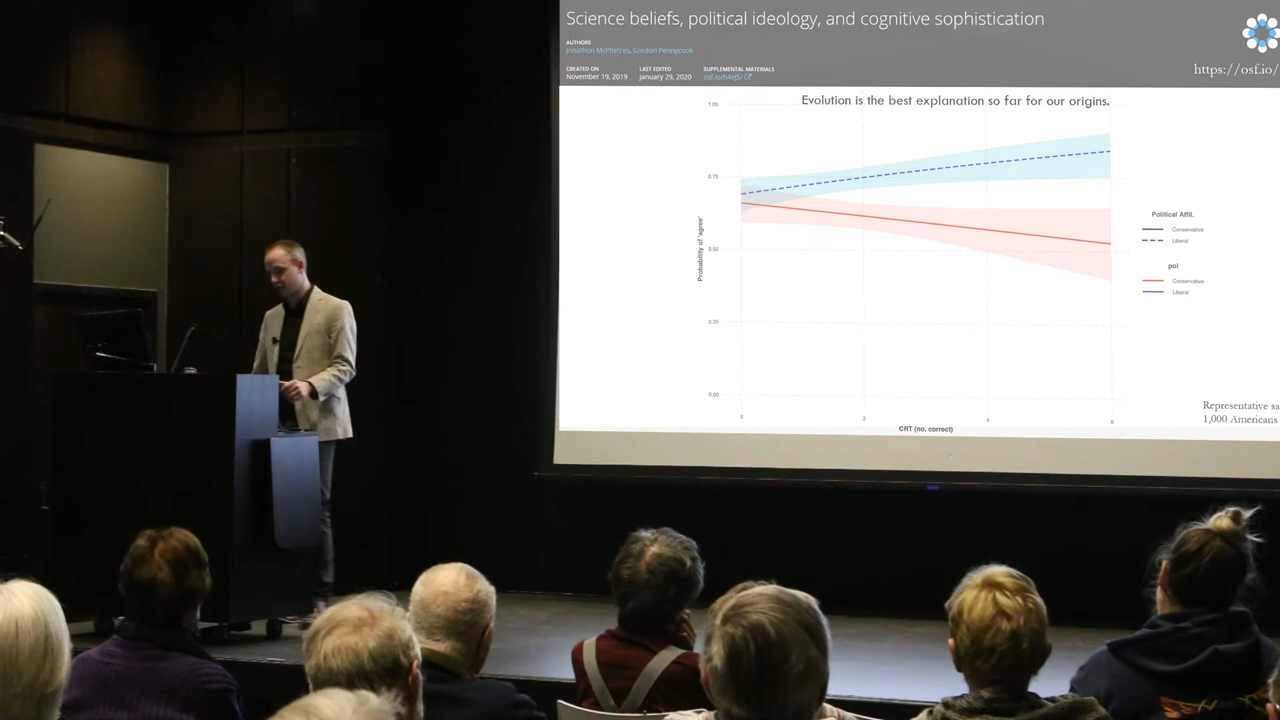 Science beliefs, political ideology, and cognitive sophistication
AUTHORS
Jonathon McPhetres, Gordon Pennycook
CREATED ON LAST EDITED SUPPLEMENTAL MATERIALS
November 19, 2019 January 29, 2020
https://osf.io/
Evolution is the best explanation so far for our origins.
1.00
0.75
0.50
0.25
0.00
Probability of 'agree'
0 2 4 6
CRT (no. correct)
Political Affil.
Conservative
Liberal
pol
Conservative
Liberal
Representative sa
1,000 Americans